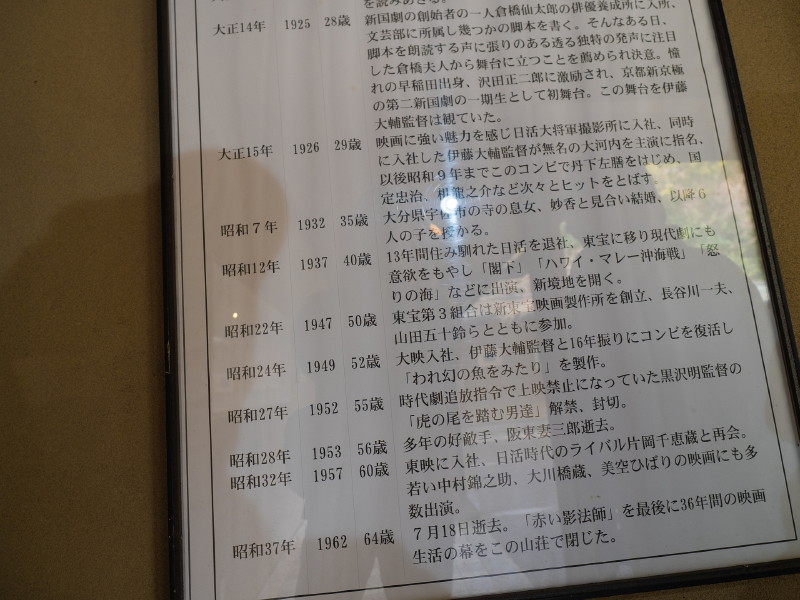 を読みあさる。
大正14年 1925 28歳 新国劇の創始者の一人倉橋仙太郎の俳優養成所に入所、
文芸部に所属し幾つかの脚本を書く。そんなある日、
脚本を朗読する声に張りのある透る独特の発声に注目
した倉橋夫人から舞台に立つことを薦められ決意。憧
れの早稲田出身、沢田正二郎に激励され、京都新京極
の第二新国劇の一期生として初舞台。この舞台を伊藤
大輔監督は観ていた。
大正15年 1926 29歳 映画に強い魅力を感じ日活大将軍撮影所に入社、同時
に入社した伊藤大輔監督が無名の大河内を主演に指名、
以後昭和9年までこのコンビで丹下左膳をはじめ、国
定忠治、机龍之介など次々とヒットをとばす。
昭和7年 1932 35歳 大分県宇佐市の寺の息女、妙香と見合い結婚、以降6
人の子を授かる。
昭和12年 1937 40歳 13年間住み馴れた日活を退社、東宝に移り現代劇にも
意欲をもやし「閣下」「ハワイ・マレー沖海戦」「怒
りの海」などに出演、新境地を開く。
昭和22年 1947 50歳 東宝第3組合は新東宝映画製作所を創立、長谷川一夫、
山田五十鈴らとともに参加。
昭和24年 1949 52歳 大映入社、伊藤大輔監督と16年振りにコンビを復活し
「われ幻の魚をみたり」を製作。
昭和27年 1952 55歳 時代劇追放指令で上映禁止になっていた黒沢明監督の
「虎の尾を踏む男達」解禁、封切。
昭和28年 1953 56歳 多年の好敵手、阪東妻三郎逝去。
昭和32年 1957 60歳 東映に入社、日活時代のライバル片岡千恵蔵と再会。
若い中村錦之助、大川橋蔵、美空ひばりの映画にも多
数出演。
昭和37年 1962 64歳 7月18日逝去。「赤い影法師」を最後に36年間の映画
生活の幕をこの山荘で閉じた。